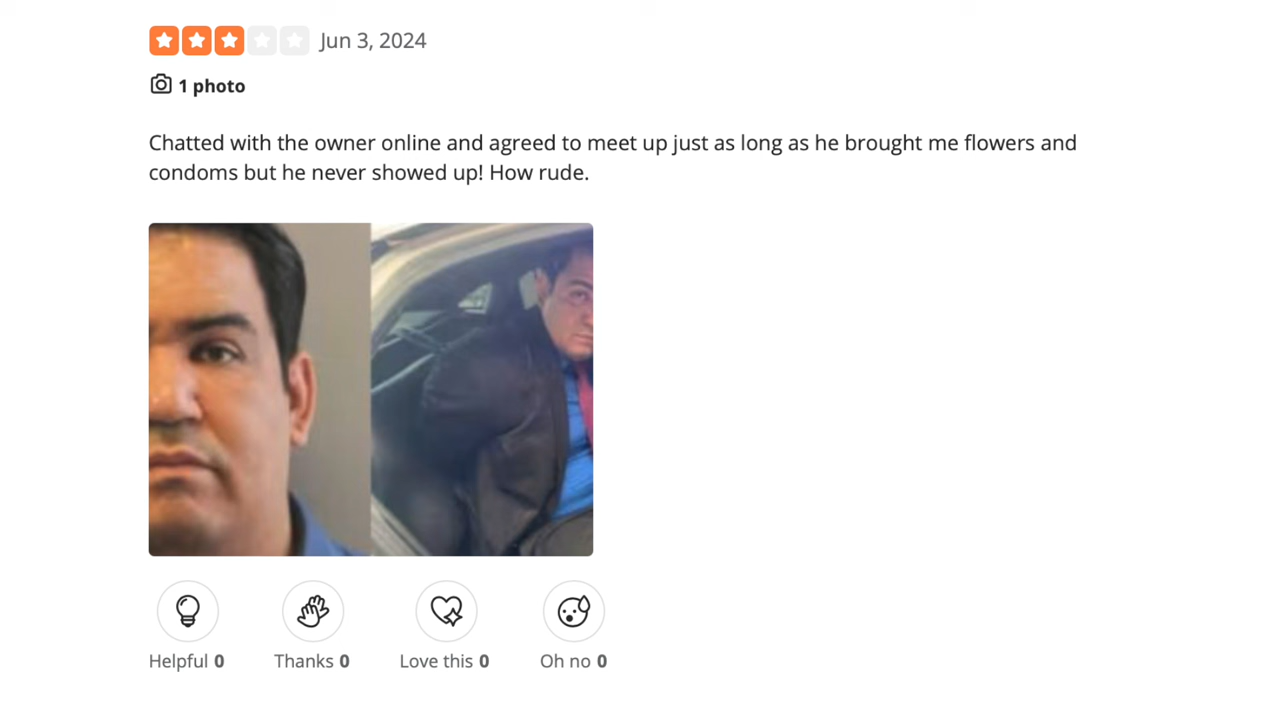 Jun 3, 2024
1 photo
Chatted with the owner online and agreed to meet up just as long as he brought me flowers and
condoms but he never showed up! How rude.
Helpful 0
Thanks 0
Love this 0
Oh no 0